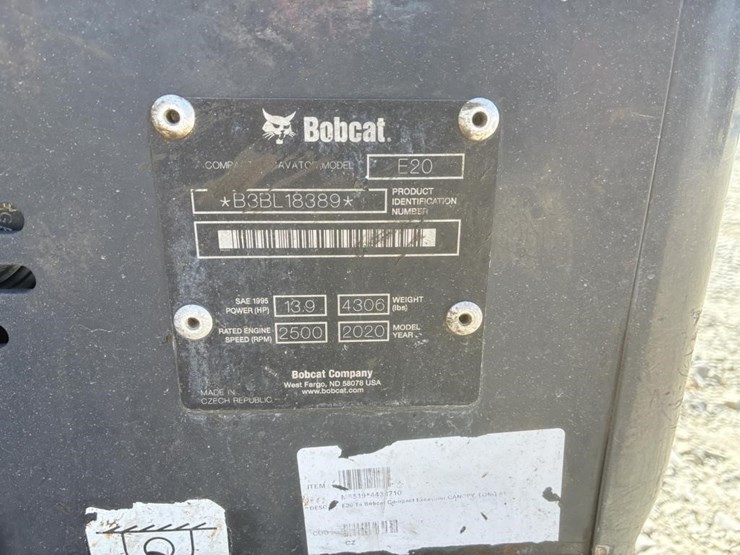 Bobcat.
MODEL E20
*B3BL18389* PRODUCT
IDENTIFICATION
NUMBER
SAE 1995
POWER (HP) 13.9 4306 WEIGHT
(lbs)
RATED ENGINE
SPEED (RPM) 2500 2020 MODEL
YEAR
Bobcat Company
West Fargo, ND 58078 USA
www.bobcat.com
MADE IN
CZECH REPUBLIC
ITEM
Bobcat Compact
CZ